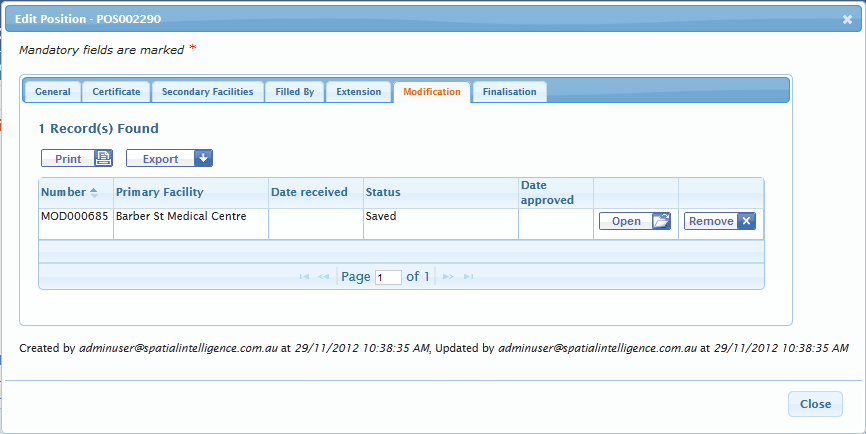 Edit Position - POS002290
Mandatory fields are marked *
General Certificate Secondary Facilities Filled By Extension Modification Finalisation
1 Record(s) Found
Print Export
Number Primary Facility Date received Status Date approved
MOD000685 Barber St Medical Centre Saved Open Remove
Page 1 of 1
Created by adminuser@spatialintelligence.com.au at 29/11/2012 10:38:35 AM, Updated by adminuser@spatialintelligence.com.au at 29/11/2012 10:38:35 AM
Close